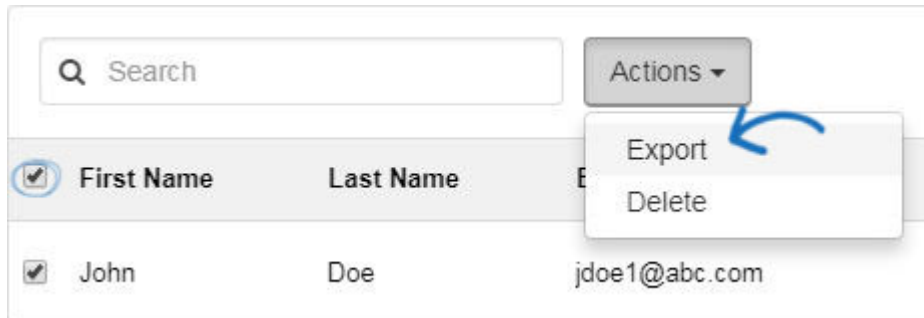 Search
Actions
Export
First Name Last Name E
Delete
John Doe jdoe1@abc.com